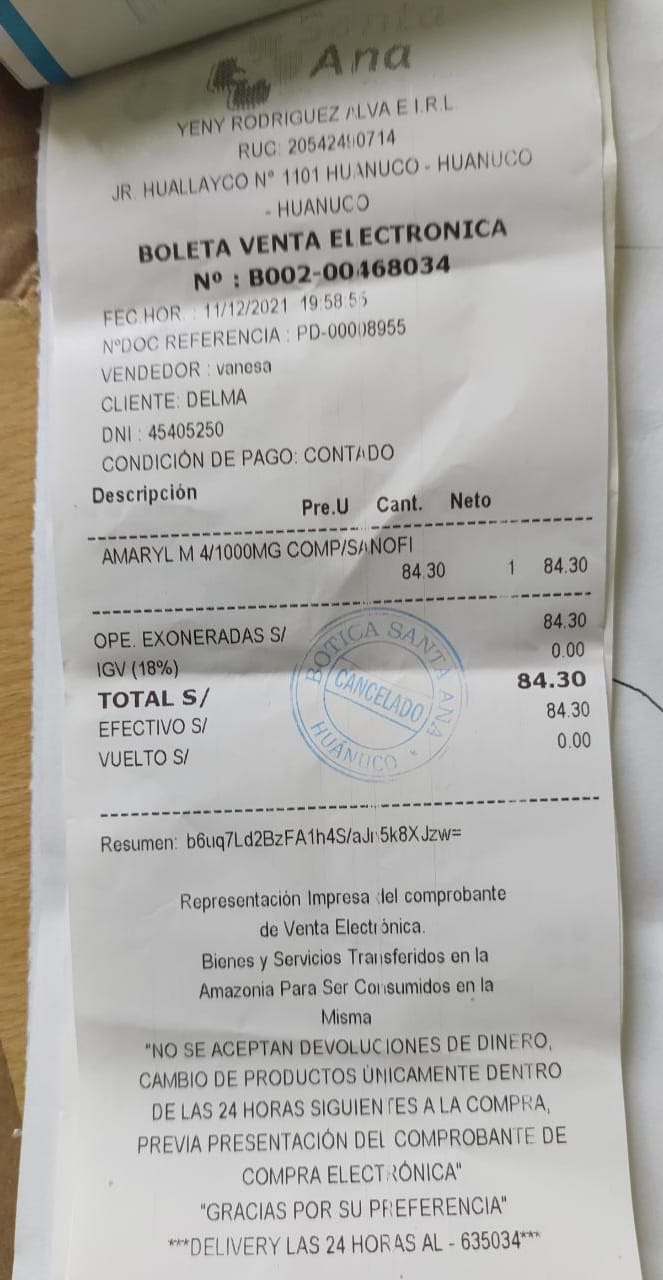 Santa
Ana
YENY RODRIGUEZ ALVA E I.R.L
RUC: 20542490714
JR. HUALLAYCO N° 1101 HUANUCO - HUANUCO
- HUANUCO
BOLETA VENTA ELECTRONICA
Nº : B002-00468034
FEC.HOR. : 11/12/2021 19:58:55
N°DOC REFERENCIA : PD-00008955
VENDEDOR : vanesa
CLIENTE: DELMA
DNI : 45405250
CONDICIÓN DE PAGO: CONTADO
Descripción Pre.U Cant. Neto
AMARYL M 4/1000MG COMP/SANOFI
84.30 1 84.30
OPE. EXONERADAS S/ 84.30
IGV (18%) 0.00
TOTAL S/ 84.30
EFECTIVO S/ 84.30
VUELTO S/ 0.00
BOTICA SANTA ANA
CANCELADO
HUÁNUCO
Resumen: b6uq7Ld2BzFA1h4S/aJr5k8XJzw=
Representación Impresa del comprobante
de Venta Electrónica.
Bienes y Servicios Transferidos en la
Amazonia Para Ser Consumidos en la
Misma
"NO SE ACEPTAN DEVOLUCIONES DE DINERO,
CAMBIO DE PRODUCTOS ÚNICAMENTE DENTRO
DE LAS 24 HORAS SIGUIENTES A LA COMPRA,
PREVIA PRESENTACIÓN DEL COMPROBANTE DE
COMPRA ELECTRÓNICA"
"GRACIAS POR SU PREFERENCIA"
***DELIVERY LAS 24 HORAS AL - 635034***